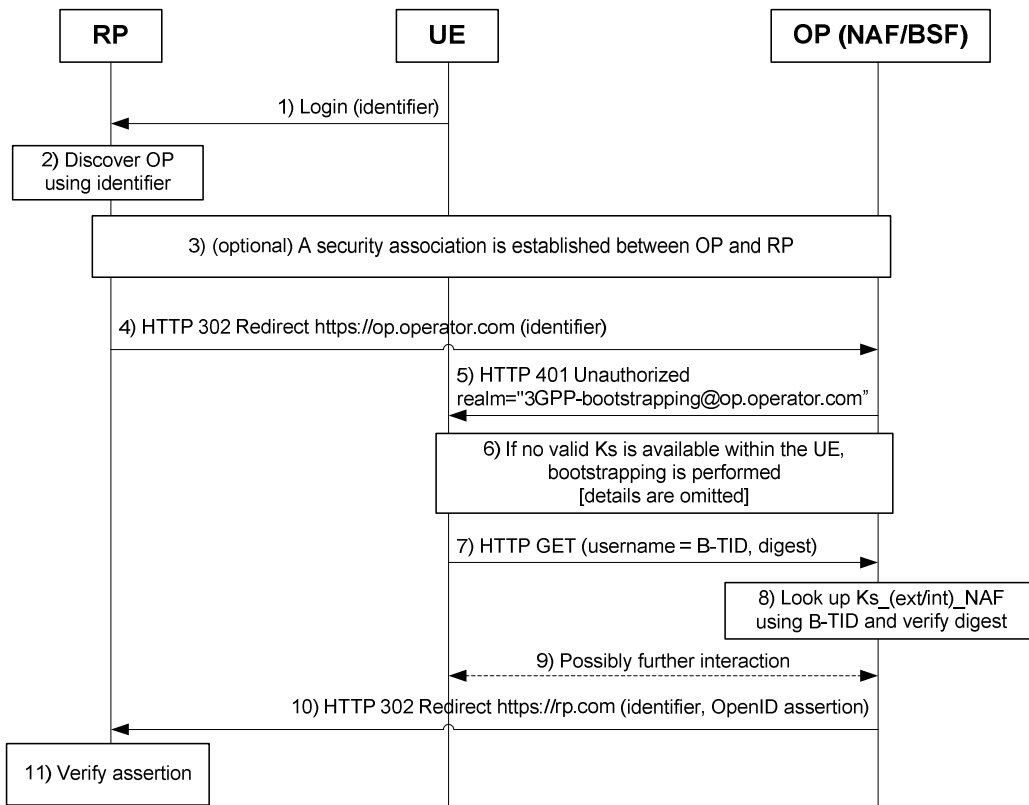 RP
UE
OP (NAF/BSF)
1) Login (identifier)
2) Discover OP
using identifier
3) (optional) A security association is established between OP and RP
4) HTTP 302 Redirect https://op.operator.com (identifier)
5) HTTP 401 Unauthorized
realm="3GPP-bootstrapping@op.operator.com”
6) If no valid Ks is available within the UE,
bootstrapping is performed
[details are omitted]
7) HTTP GET (username = B-TID, digest)
8) Look up Ks_(ext/int)_NAF
using B-TID and verify digest
9) Possibly further interaction
10) HTTP 302 Redirect https://rp.com (identifier, OpenID assertion)
11) Verify assertion